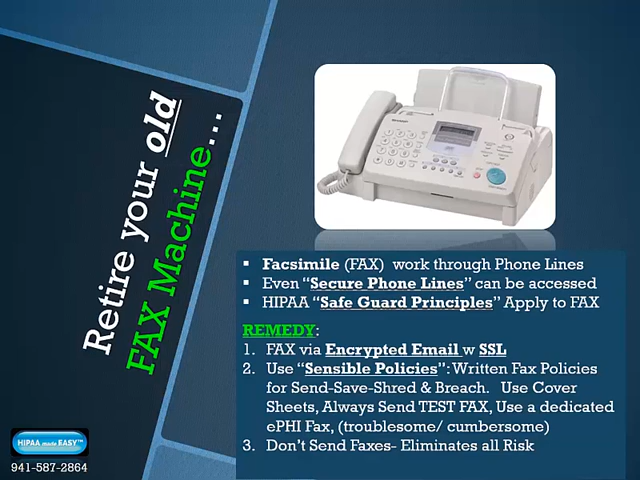 Retire your old
FAX Machine...
▪ Facsimile (FAX) work through Phone Lines
▪ Even “Secure Phone Lines” can be accessed
▪ HIPAA “Safe Guard Principles” Apply to FAX
REMEDY:
1. FAX via Encrypted Email w SSL
2. Use “Sensible Policies”: Written Fax Policies
for Send-Save-Shred & Breach. Use Cover
Sheets, Always Send TEST FAX, Use a dedicated
ePHI Fax, (troublesome/ cumbersome)
3. Don’t Send Faxes- Eliminates all Risk
HIPAA made EASY™
941-587-2864